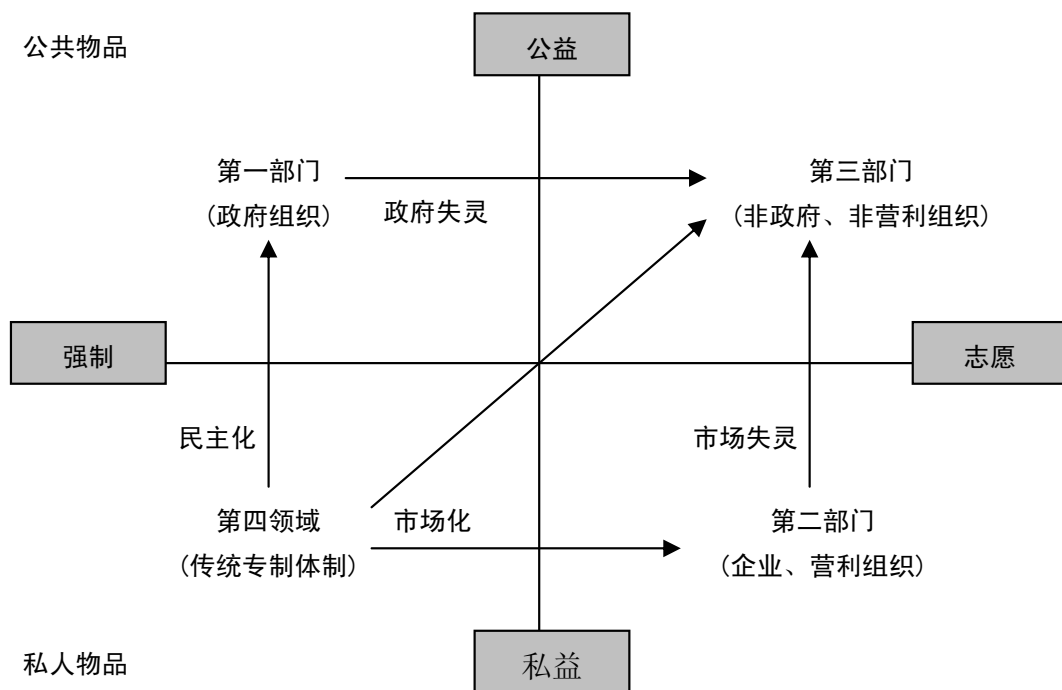 公共物品
公益
第一部门
(政府组织)
政府失灵
第三部门
(非政府、非营利组织)
强制
志愿
民主化
市场失灵
第四领域
(传统专制体制)
市场化
第二部门
(企业、营利组织)
私人物品
私益